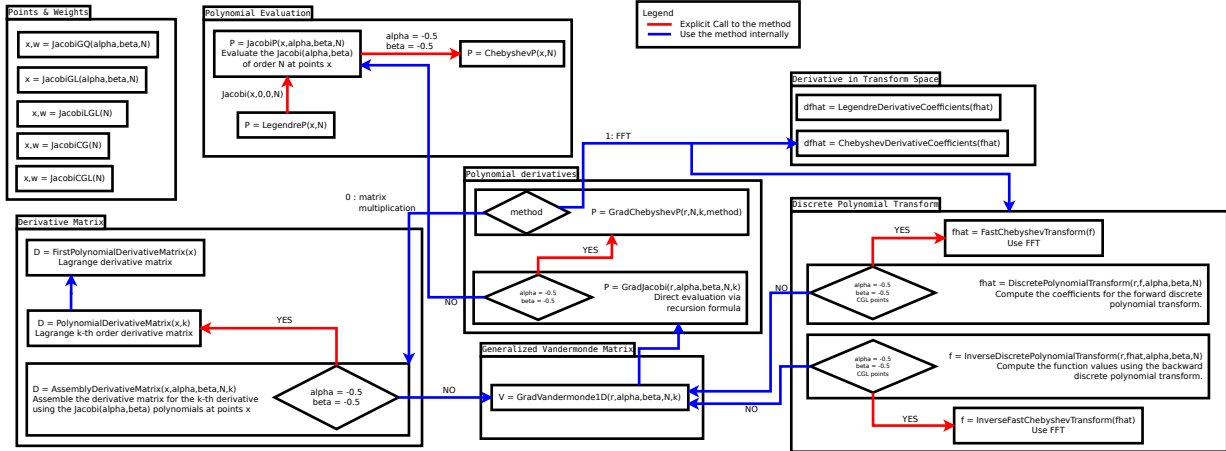 Points & Weights
x,w = JacobiGQ(alpha,beta,N)
x = JacobiGL(alpha,beta,N)
x,w = JacobiLGL(N)
x,w = JacobiCG(N)
x,w = JacobiCGL(N)
Polynomial Evaluation
P = JacobiP(x,alpha,beta,N)
Evaluate the Jacobi(alpha,beta)
of order N at points x
alpha = -0.5
beta = -0.5
P = ChebyshevP(x,N)
Jacobi(x,0,0,N)
P = LegendreP(x,N)
Legend
Explicit Call to the method
Use the method internally
Derivative in Transform Space
dfhat = LegendreDerivativeCoefficients(fhat)
dfhat = ChebyshevDerivativeCoefficients(fhat)
1: FFT
0 : matrix
multiplication
Polynomial derivatives
method
P = GradChebyshevP(r,N,k,method)
YES
alpha = -0.5
beta = -0.5
P = GradJacobi(r,alpha,beta,N,k)
Direct evaluation via
recursion formula
NO
Derivative Matrix
D = FirstPolynomialDerivativeMatrix(x)
Lagrange derivative matrix
D = PolynomialDerivativeMatrix(x,k)
Lagrange k-th order derivative matrix
YES
D = AssemblyDerivativeMatrix(x,alpha,beta,N,k)
Assemble the derivative matrix for the k-th derivative
using the Jacobi(alpha,beta) polynomials at points x
alpha = -0.5
beta = -0.5
NO
Generalized Vandermonde Matrix
V = GradVandermonde1D(r,alpha,beta,N,k)
Discrete Polynomial Transform
YES
fhat = FastChebyshevTransform(f)
Use FFT
alpha = -0.5
beta = -0.5
CGL points
NO
fhat = DiscretePolynomialTransform(r,f,alpha,beta,N)
Compute the coefficients for the forward discrete
polynomial transform.
alpha = -0.5
beta = -0.5
CGL points
NO
f = InverseDiscretePolynomialTransform(r,fhat,alpha,beta,N)
Compute the function values using the backward
discrete polynomial transform.
YES
f = InverseFastChebyshevTransform(fhat)
Use FFT